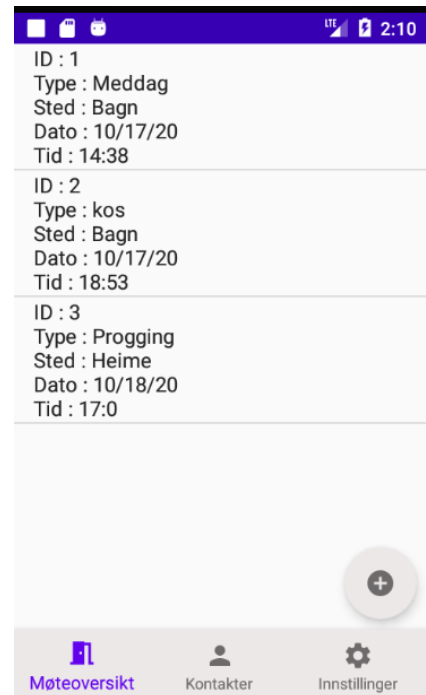 LTE 2:10
ID : 1
Type : Meddag
Sted : Bagn
Dato : 10/17/20
Tid : 14:38
ID : 2
Type : kos
Sted : Bagn
Dato : 10/17/20
Tid : 18:53
ID : 3
Type : Progging
Sted : Heime
Dato : 10/18/20
Tid : 17:0
Møteoversikt Kontakter Innstillinger